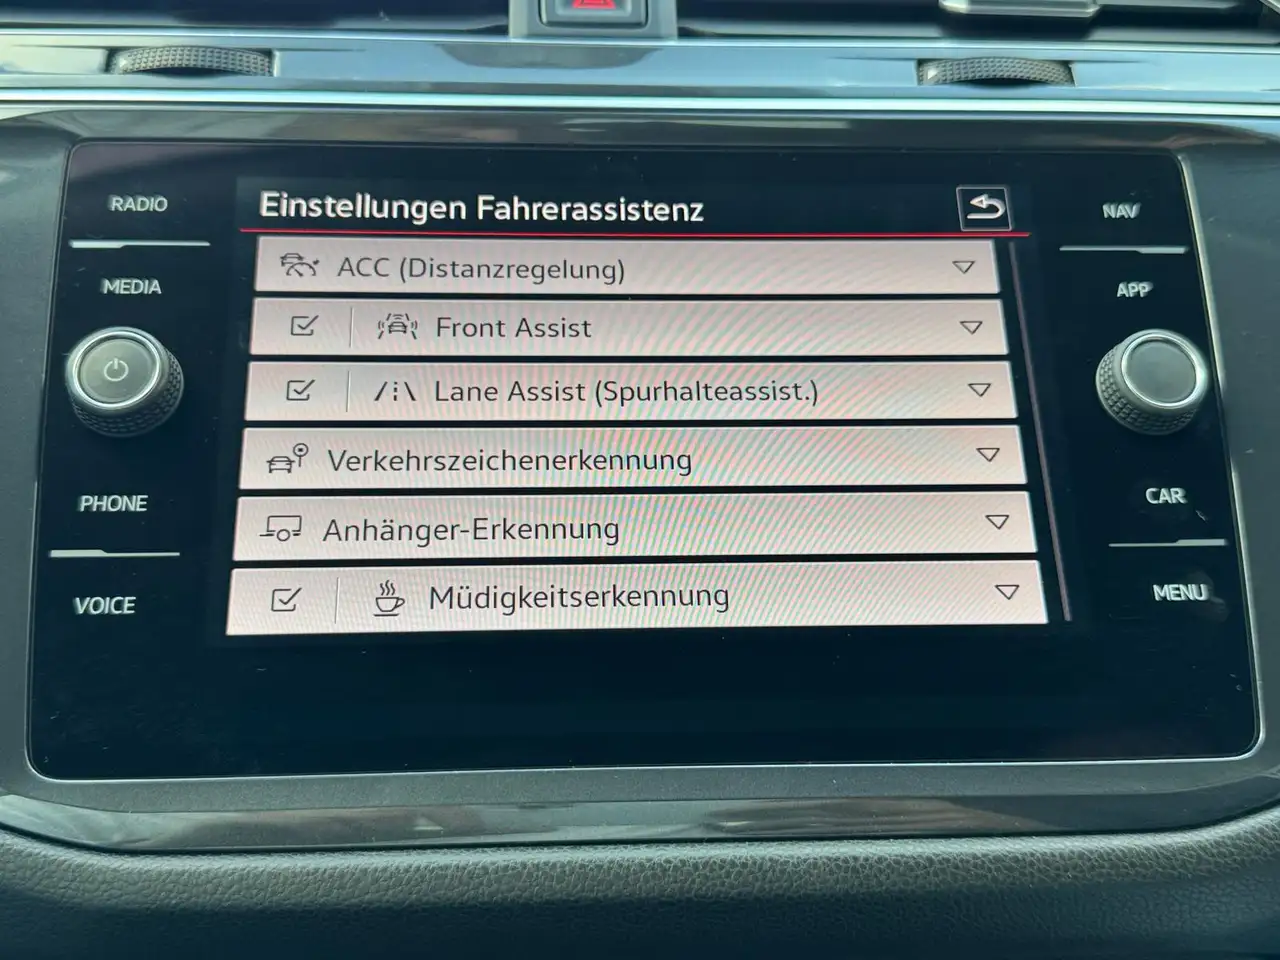 RADIO
MEDIA
PHONE
VOICE
Einstellungen Fahrerassistenz
ACC (Distanzregelung)
Front Assist
Lane Assist (Spurhalteassist.)
Verkehrszeichenerkennung
Anhänger-Erkennung
Müdigkeitserkennung
NAV
APP
CAR
MENU